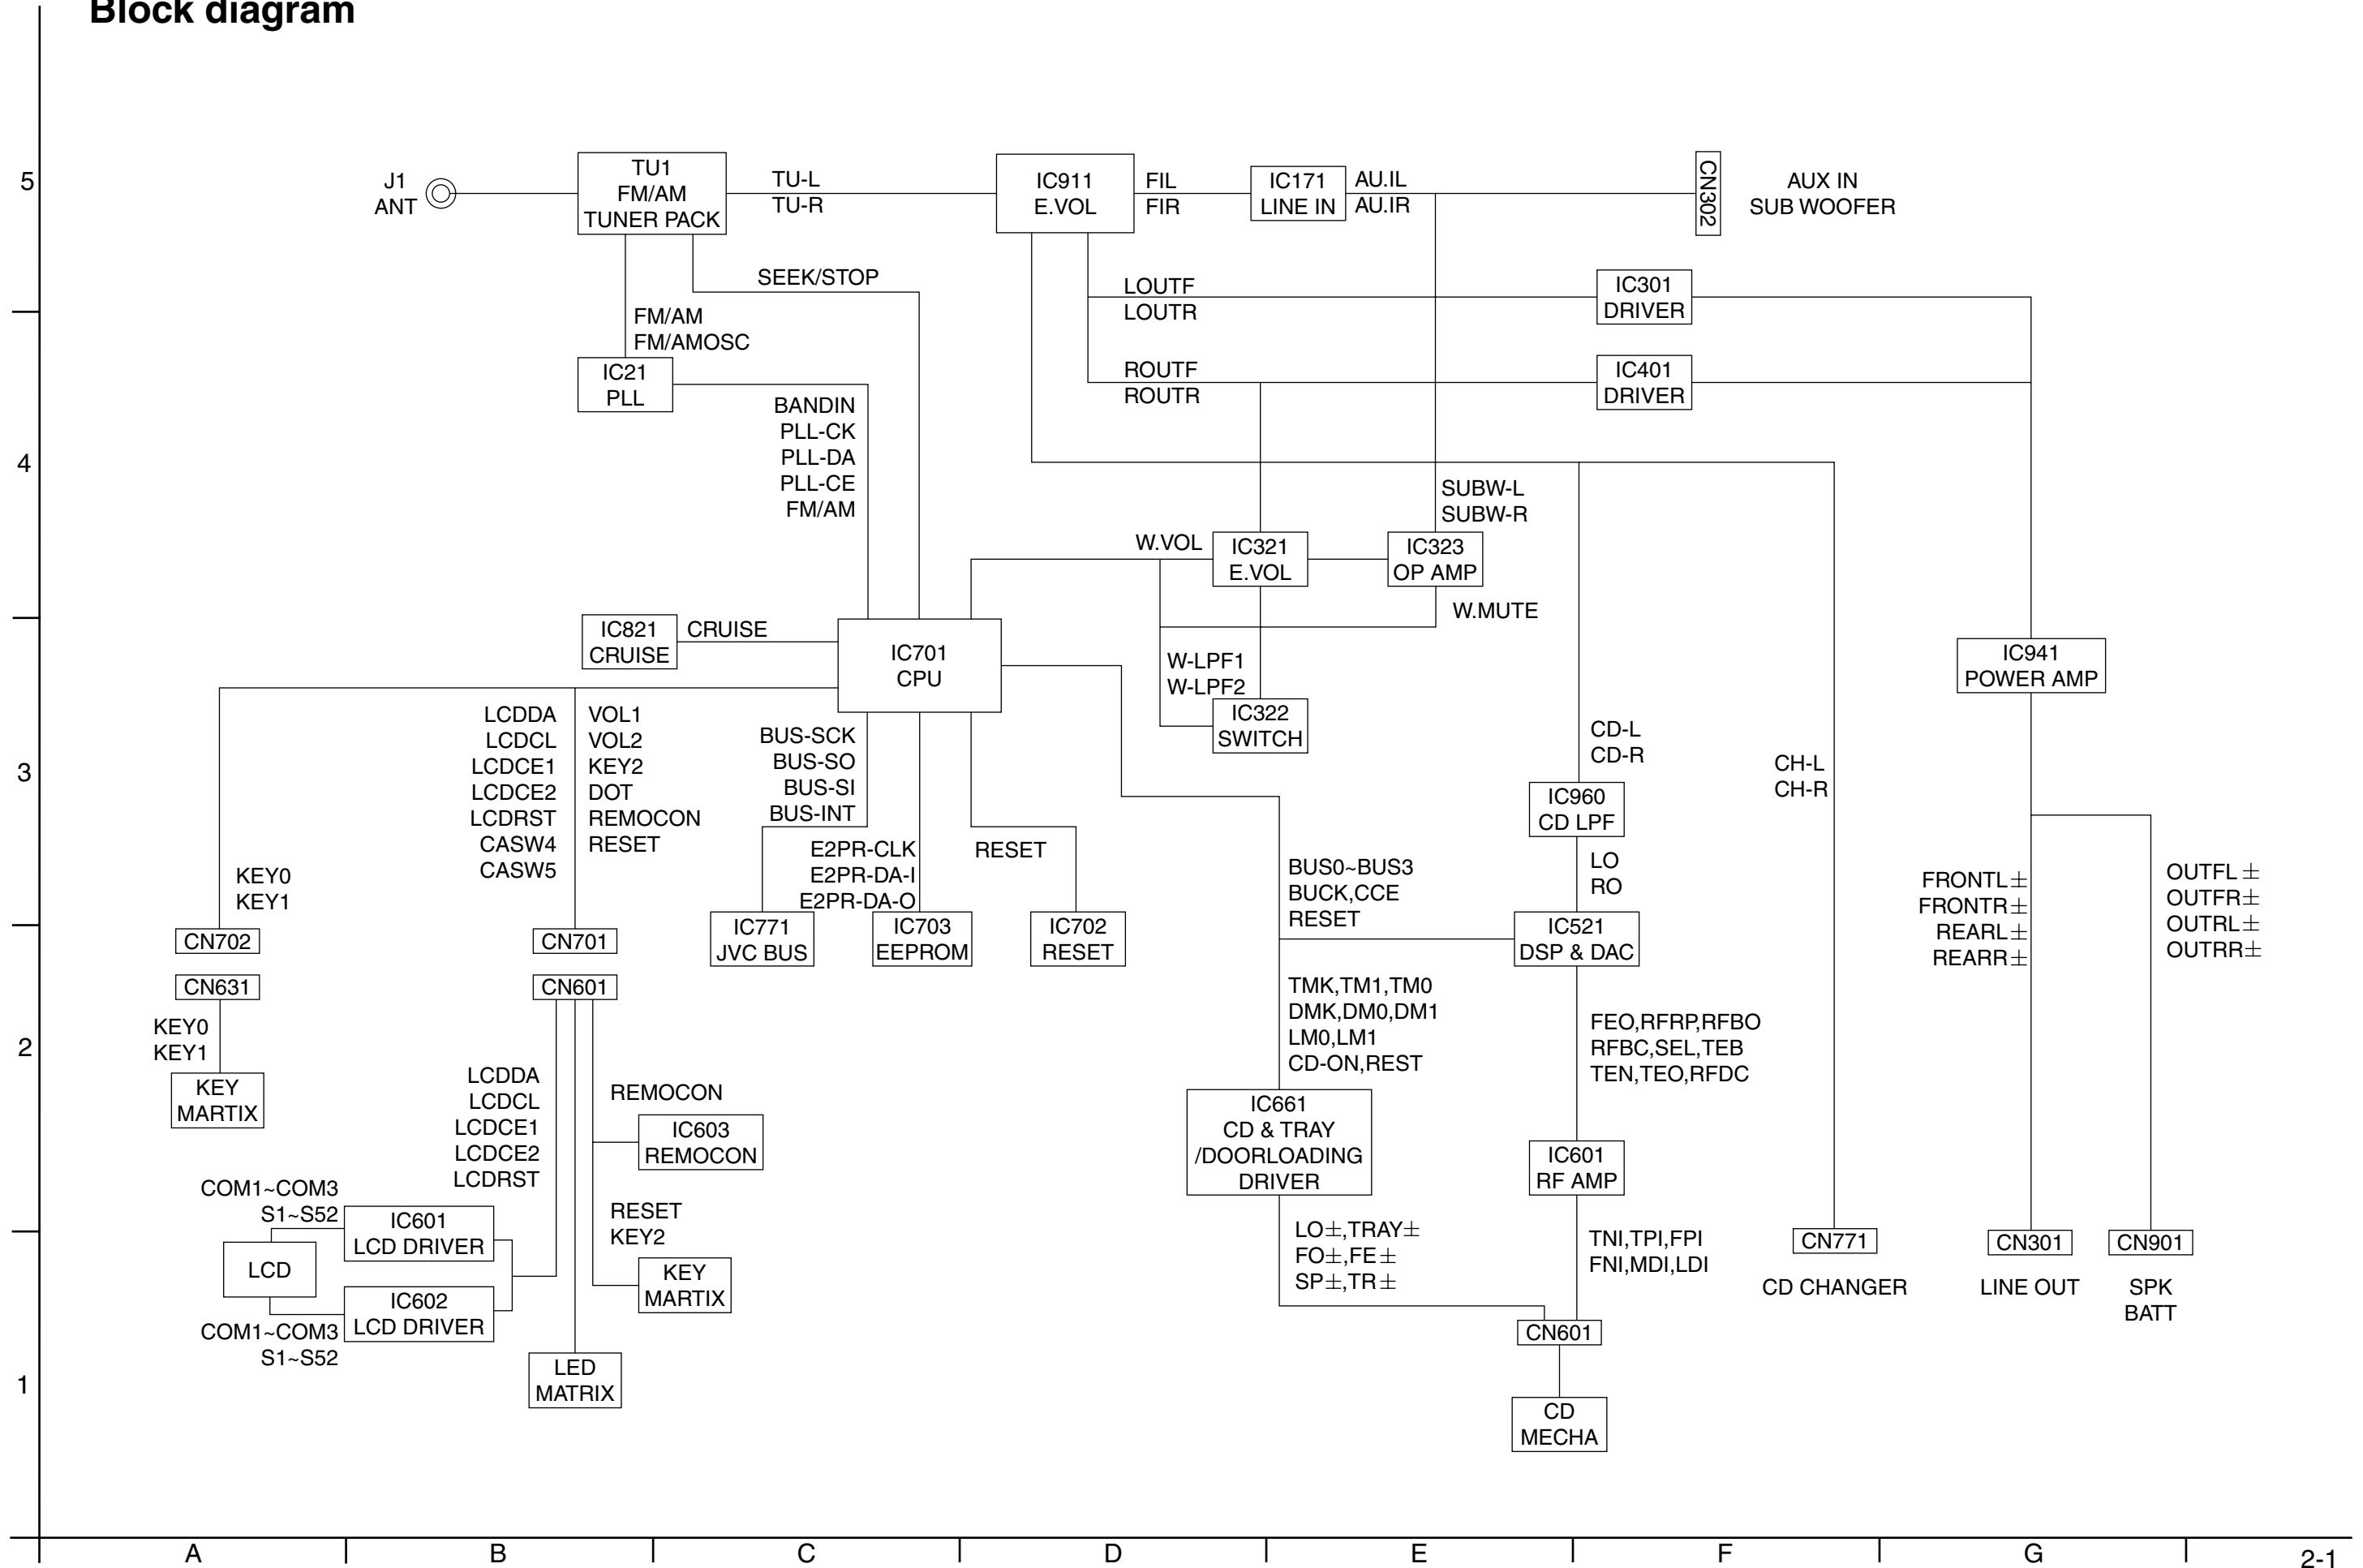 Block diagram
5
J1
ANT
TU1
FM/AM
TUNER PACK
TU-L
TU-R
IC911
E.VOL
FIL
FIR
IC171
LINE IN
AU.IL
AU.IR
CN302
AUX IN
SUB WOOFER
SEEK/STOP
LOUTF
LOUTR
IC301
DRIVER
FM/AM
FM/AMOSC
IC21
PLL
ROUTF
ROUTR
IC401
DRIVER
4
BANDIN
PLL-CK
PLL-DA
PLL-CE
FM/AM
SUBW-L
SUBW-R
W.VOL
IC321
E.VOL
IC323
OP AMP
W.MUTE
IC821
CRUISE
CRUISE
IC701
CPU
W-LPF1
W-LPF2
IC322
SWITCH
IC941
POWER AMP
3
LCDDA
LCDCL
LCDCE1
LCDCE2
LCDRST
CASW4
CASW5
VOL1
VOL2
KEY2
DOT
REMOCON
RESET
BUS-SCK
BUS-SO
BUS-SI
BUS-INT
CD-L
CD-R
CH-L
CH-R
IC960
CD LPF
KEY0
KEY1
E2PR-CLK
E2PR-DA-I
E2PR-DA-O
RESET
BUS0~BUS3
BUCK,CCE
RESET
LO
RO
FRONTL±
FRONTR±
REARL±
REARR±
OUTFL±
OUTFR±
OUTRL±
OUTRR±
CN702
CN701
IC771
JVC BUS
IC703
EEPROM
IC702
RESET
IC521
DSP & DAC
CN631
CN601
2
KEY0
KEY1
KEY
MARTIX
TMK,TM1,TM0
DMK,DM0,DM1
LM0,LM1
CD-ON,REST
FEO,RFRP,RFBO
RFBC,SEL,TEB
TEN,TEO,RFDC
LCDDA
LCDCL
LCDCE1
LCDCE2
LCDRST
REMOCON
IC603
REMOCON
IC661
CD & TRAY
/DOORLOADING
DRIVER
IC601
RF AMP
COM1~COM3
S1~S52
IC601
LCD DRIVER
LCD
IC602
LCD DRIVER
COM1~COM3
S1~S52
RESET
KEY2
KEY
MARTIX
LO±,TRAY±
FO±,FE±
SP±,TR±
TNI,TPI,FPI
FNI,MDI,LDI
CN771
CD CHANGER
CN301
LINE OUT
CN901
SPK
BATT
CN601
1
LED
MATRIX
CD
MECHA
A
B
C
D
E
F
G
2-1